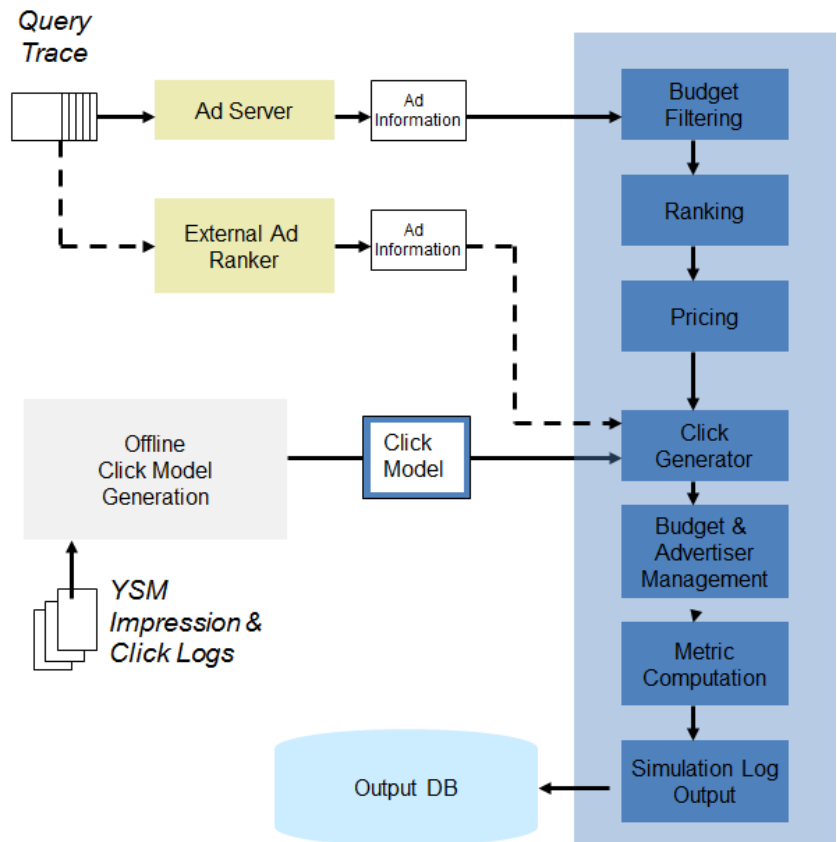 Query
Trace
Ad Server
Ad
Information
Budget
Filtering
External Ad
Ranker
Ad
Information
Ranking
Pricing
Offline
Click Model
Generation
Click
Model
Click
Generator
YSM
Impression &
Click Logs
Budget &
Advertiser
Management
Metric
Computation
Simulation Log
Output
Output DB